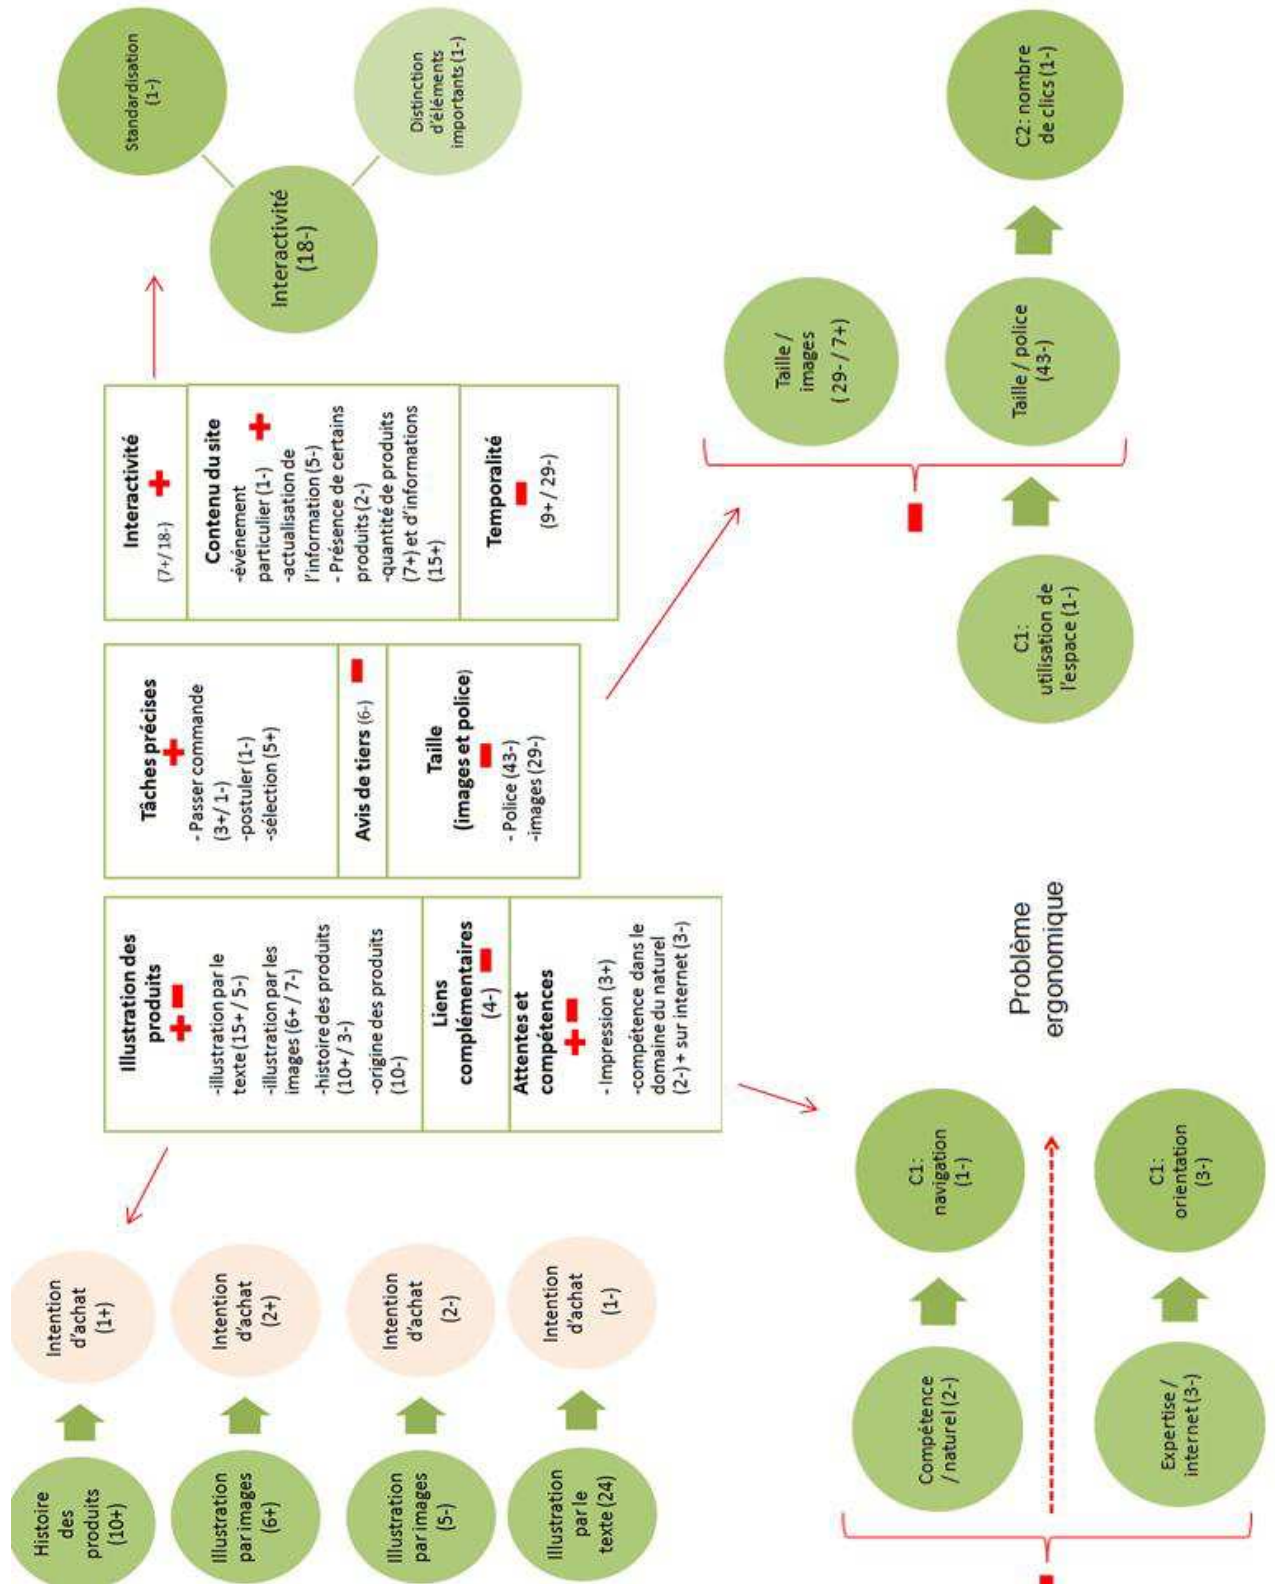 Histoire
des
produits
(10+)
Intention
d'achat
(1+)
Illustration
par images
(6+)
Intention
d'achat
(2+)
Illustration
par images
(5-)
Intention
d'achat
(2-)
Illustration
par le
texte (24)
Intention
d'achat
(1-)
Illustration des
produits
-illustration par le
texte (15+ / 5-)
-illustration par les
images (6+ / 7-)
-histoire des produits
(10+ / 3-)
-origine des produits
(10-)
Liens
complémentaires
(4-)
Attentes et
compétences
- Impression (3+)
-compétence dans le
domaine du naturel
(2-) + sur internet (3-)
Tâches précises
- Passer commande
(3+/ 1-)
-postuler (1-)
-sélection (5+)
Avis de tiers (6-)
Taille
(images et police)
- Police (43-)
-images (29-)
Interactivité
(7+/ 18-)
Contenu du site
-événement
particulier (1-)
-actualisation de
l'information (5-)
- Présence de certains
produits (2-)
-quantité de produits
(7+) et d'informations
(15+)
Temporalité
(9+ / 29-)
Standardisation
(1-)
Interactivité
(18-)
Distinction
d'éléments
importants (1-)
Compétence
/ naturel (2-)
C1:
navigation
(1-)
Expertise /
internet (3-)
C1:
orientation
(3-)
Problème
ergonomique
Taille /
images
( 29- / 7+)
C1:
utilisation de
l'espace (1-)
Taille / police
(43-)
C2: nombre
de clics (1-)